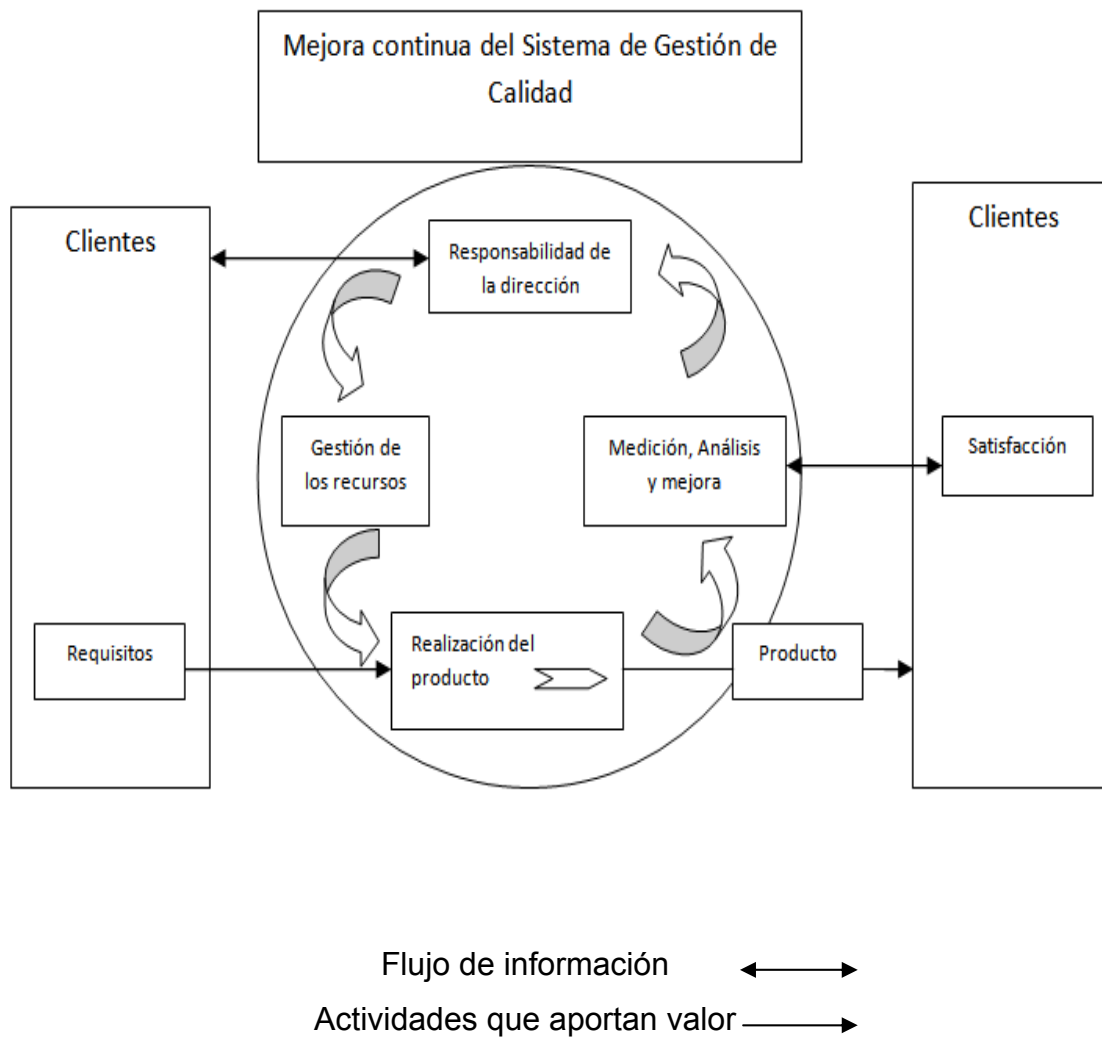 Mejora continua del Sistema de Gestión de
Calidad
Clientes
Clientes
Responsabilidad de
la dirección
Gestión de
los recursos
Medición, Análisis
y mejora
Satisfacción
Requisitos
Realización del
producto
Producto
Flujo de información
Actividades que aportan valor